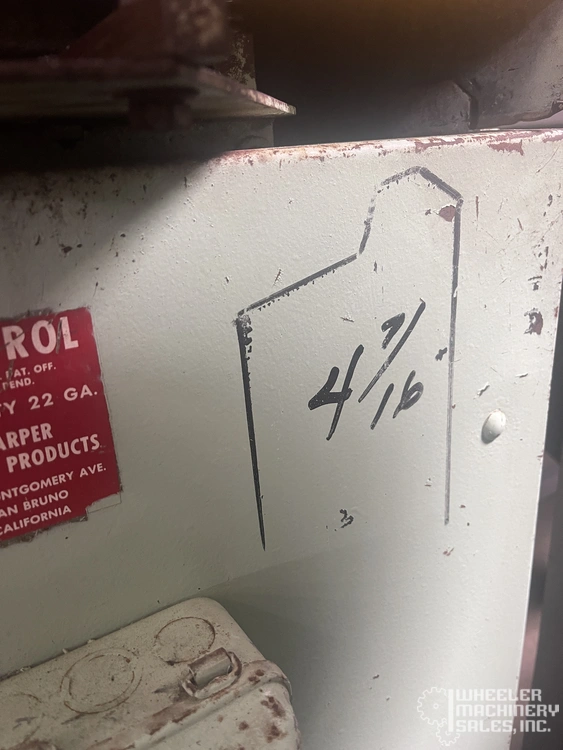 ROL
PAT. OFF.
PEND.
TY 22 GA.
ARPER
PRODUCTS
NTGOMERY AVE.
AN BRUNO
CALIFORNIA
4 7/16"
WHEELER
MACHINERY
SALES, INC.